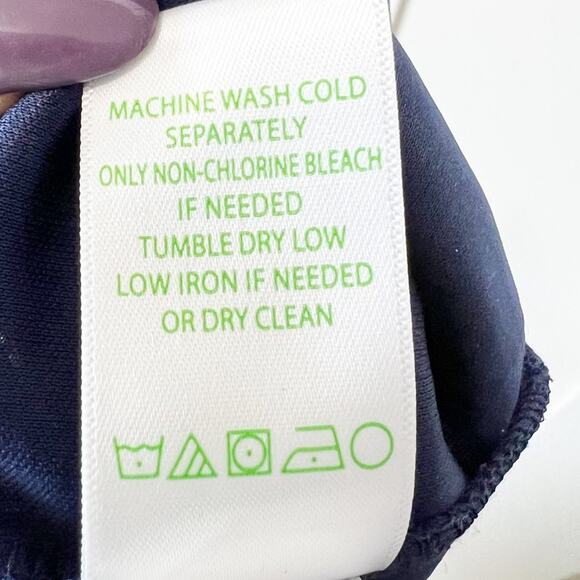 MACHINE WASH COLD
SEPARATELY
ONLY NON-CHLORINE BLEACH
IF NEEDED
TUMBLE DRY LOW
LOW IRON IF NEEDED
OR DRY CLEAN